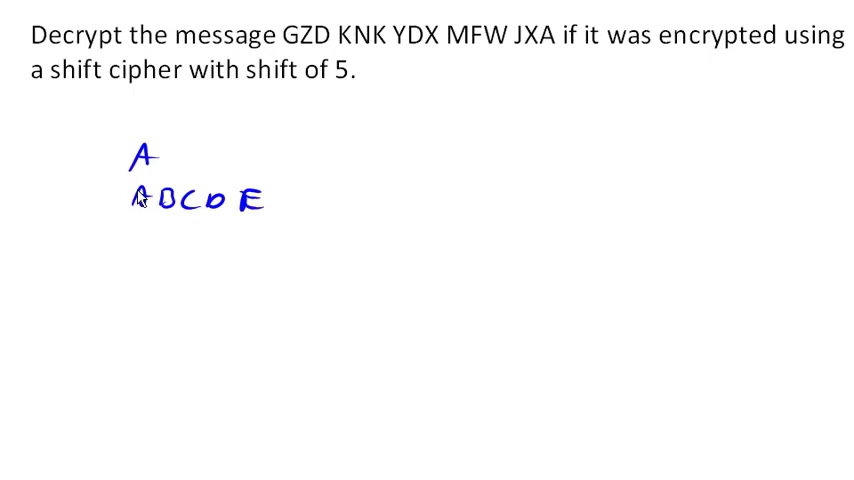 Decrypt the message GZD KNK YDX MFW JXA if it was encrypted using
a shift cipher with shift of 5.
A
A B C D E